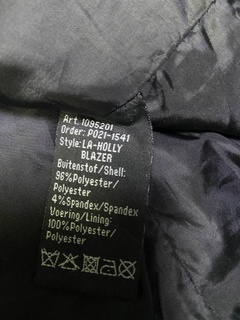 Art. 1095201
Order: P021-1541
Style: LA-HOLLY
BLAZER
Buitenstof/Shell:
96%Polyester/
Polyester
4%Spandex/Spandex
Voering/Lining:
100%Polyester/
Polyester